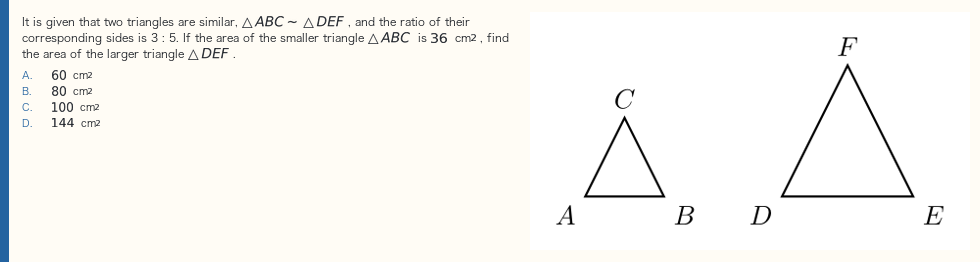 It is given that two triangles are similar, △ABC ~ △DEF , and the ratio of their
corresponding sides is 3 : 5. If the area of the smaller triangle △ABC is 36 cm2 , find
the area of the larger triangle △DEF .
A. 60 cm2
B. 80 cm2
C. 100 cm2
D. 144 cm2
F
C
A B D E